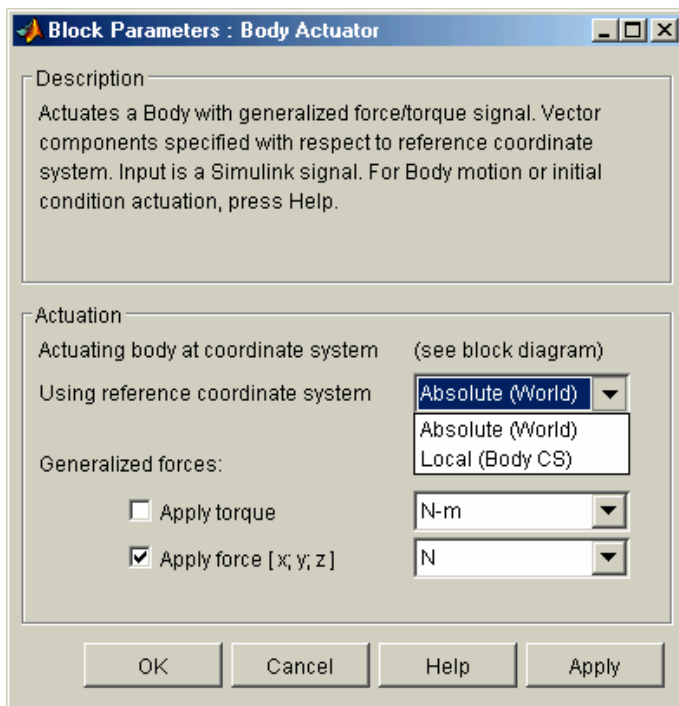 Block Parameters : Body Actuator
Description
Actuates a Body with generalized force/torque signal. Vector
components specified with respect to reference coordinate
system. Input is a Simulink signal. For Body motion or initial
condition actuation, press Help.
Actuation
Actuating body at coordinate system (see block diagram)
Using reference coordinate system Absolute (World)
Absolute (World)
Local (Body CS)
Generalized forces:
Apply torque N-m
Apply force [ x; y; z ] N
OK Cancel Help Apply